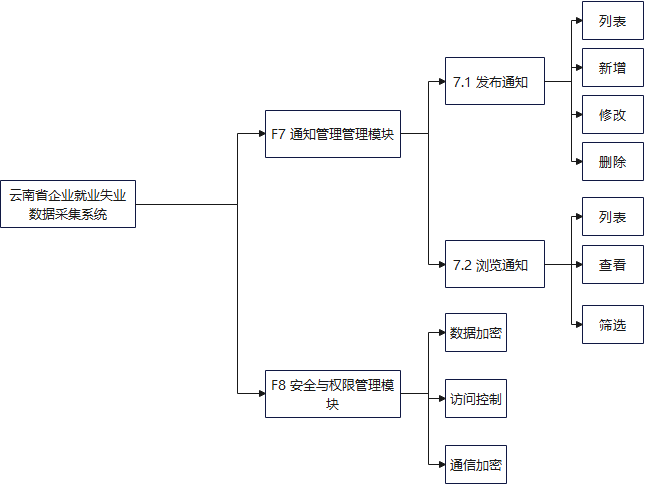 云南省企业就业失业
数据采集系统
F7 通知管理管理模块
7.1 发布通知
列表
新增
修改
删除
7.2 浏览通知
列表
查看
筛选
F8 安全与权限管理模
块
数据加密
访问控制
通信加密